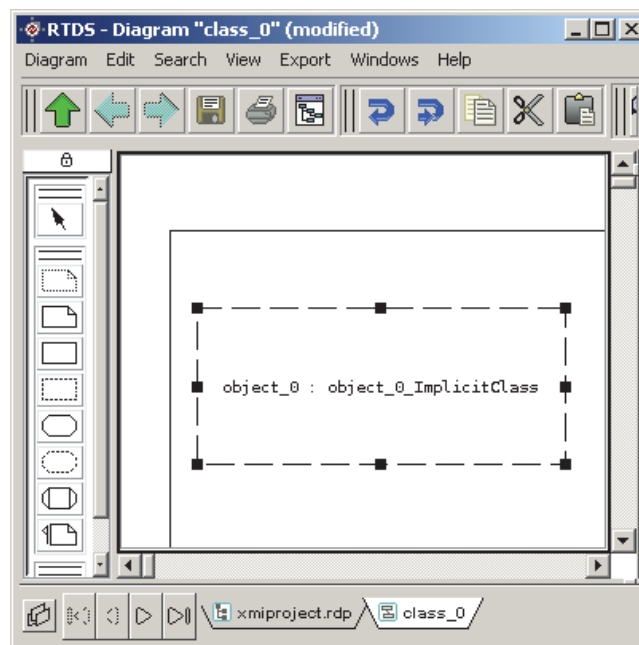 RTDS - Diagram "class_0" (modified)
Diagram Edit Search View Export Windows Help
object_0 : object_0_ImplicitClass
xmiproject.rdp class_0